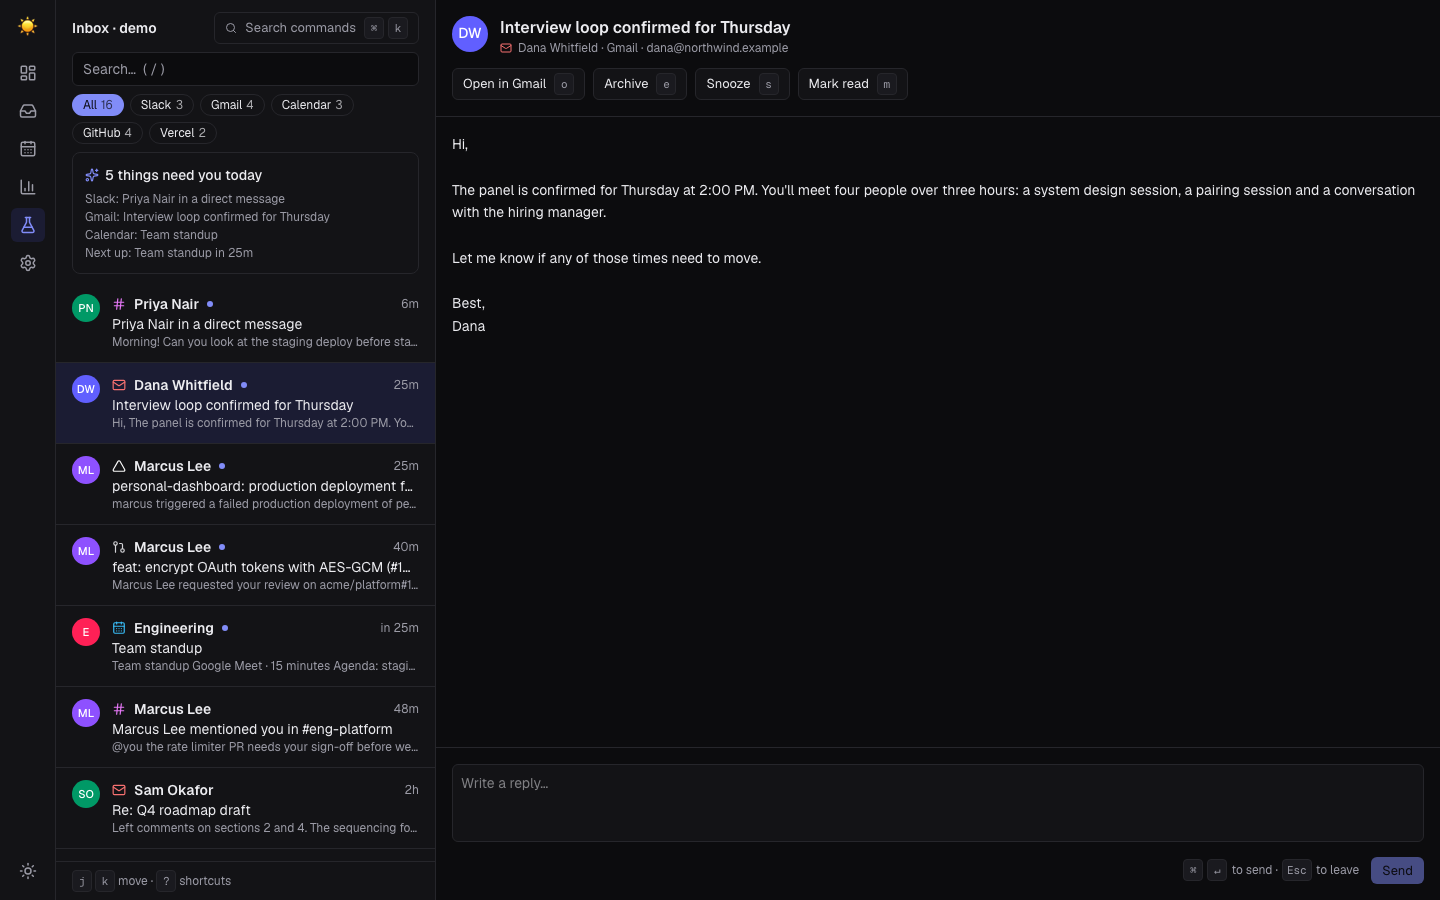 Inbox · demo
Search commands ⌘ k
Search… ( / )
All 16
Slack 3
Gmail 4
Calendar 3
GitHub 4
Vercel 2
5 things need you today
Slack: Priya Nair in a direct message
Gmail: Interview loop confirmed for Thursday
Calendar: Team standup
Next up: Team standup in 25m
PN
Priya Nair
6m
Priya Nair in a direct message
Morning! Can you look at the staging deploy before sta…
DW
Dana Whitfield
25m
Interview loop confirmed for Thursday
Hi, The panel is confirmed for Thursday at 2:00 PM. Yo…
ML
Marcus Lee
25m
personal-dashboard: production deployment f…
marcus triggered a failed production deployment of pe…
ML
Marcus Lee
40m
feat: encrypt OAuth tokens with AES-GCM (#1…
Marcus Lee requested your review on acme/platform#1…
E
Engineering
in 25m
Team standup
Team standup Google Meet · 15 minutes Agenda: stagi…
ML
Marcus Lee
48m
Marcus Lee mentioned you in #eng-platform
@you the rate limiter PR needs your sign-off before we…
SO
Sam Okafor
2h
Re: Q4 roadmap draft
Left comments on sections 2 and 4. The sequencing fo…
j k move · ? shortcuts
DW
Interview loop confirmed for Thursday
Dana Whitfield · Gmail · dana@northwind.example
Open in Gmail o
Archive e
Snooze s
Mark read m
Hi,
The panel is confirmed for Thursday at 2:00 PM. You'll meet four people over three hours: a system design session, a pairing session and a conversation
with the hiring manager.
Let me know if any of those times need to move.
Best,
Dana
Write a reply…
⌘ ↵ to send · Esc to leave
Send